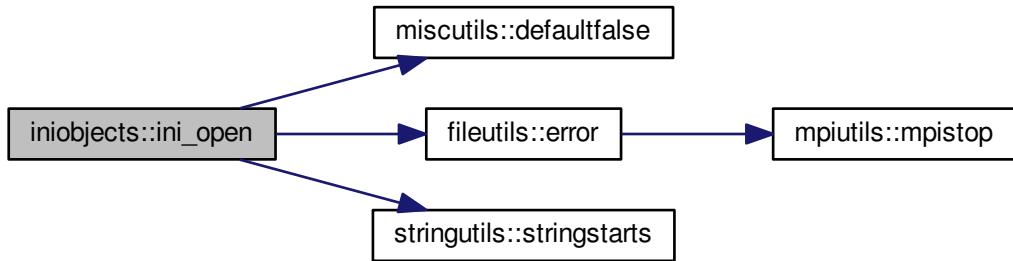 miscutils::defaultfalse
iniobjects::ini_open
fileutils::error
mpiutils::mpistop
stringutils::stringstarts